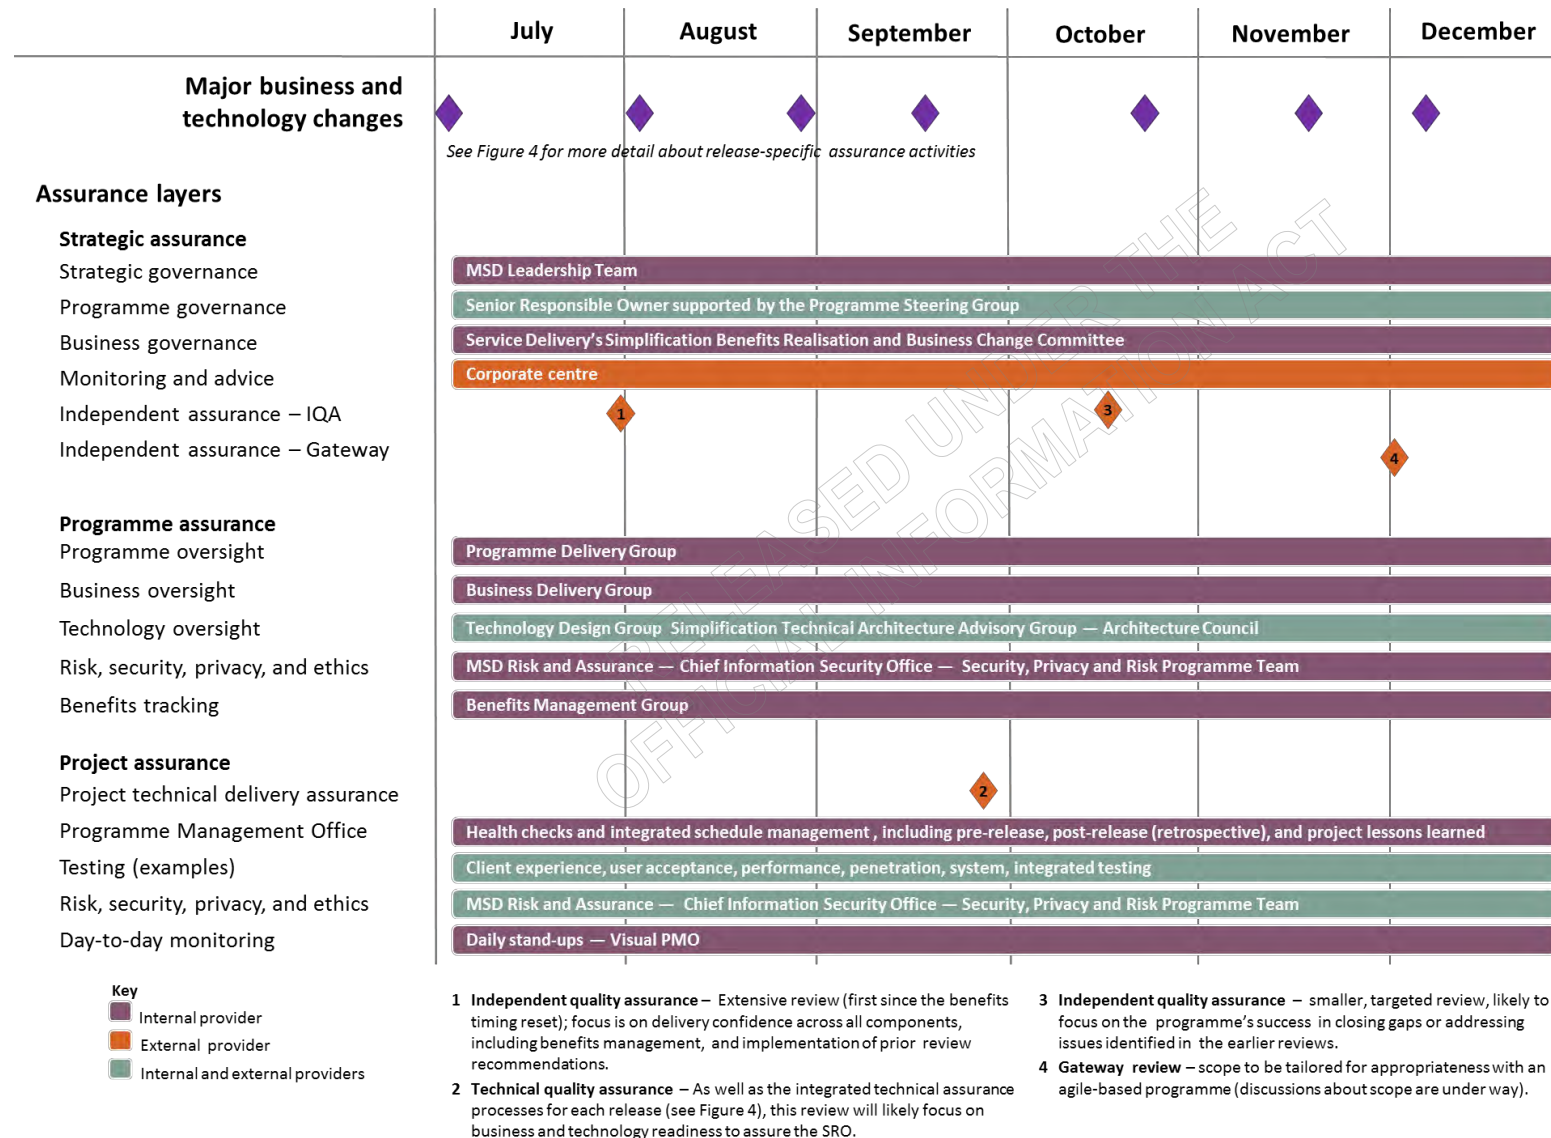 July August September October November December
Major business and
technology changes
See Figure 4 for more detail about release-specific assurance activities
Assurance layers
Strategic assurance
Strategic governance MSD Leadership Team
Programme governance Senior Responsible Owner supported by the Programme Steering Group
Business governance Service Delivery's Simplification Benefits Realisation and Business Change Committee
Monitoring and advice Corporate centre
Independent assurance – IQA 1 3
Independent assurance – Gateway 4
Programme assurance
Programme oversight Programme Delivery Group
Business oversight Business Delivery Group
Technology oversight Technology Design Group Simplification Technical Architecture Advisory Group — Architecture Council
Risk, security, privacy, and ethics MSD Risk and Assurance — Chief Information Security Office — Security, Privacy and Risk Programme Team
Benefits tracking Benefits Management Group
Project assurance
Project technical delivery assurance 2
Programme Management Office Health checks and integrated schedule management , including pre-release, post-release (retrospective), and project lessons learned
Testing (examples) Client experience, user acceptance, performance, penetration, system, integrated testing
Risk, security, privacy, and ethics MSD Risk and Assurance — Chief Information Security Office — Security, Privacy and Risk Programme Team
Day-to-day monitoring Daily stand-ups — Visual PMO
RELEASED UNDER THE
OFFICIAL INFORMATION ACT
Key
Internal provider
External provider
Internal and external providers
1 Independent quality assurance – Extensive review (first since the benefits
timing reset); focus is on delivery confidence across all components,
including benefits management, and implementation of prior review
recommendations.
2 Technical quality assurance – As well as the integrated technical assurance
processes for each release (see Figure 4), this review will likely focus on
business and technology readiness to assure the SRO.
3 Independent quality assurance – smaller, targeted review, likely to
focus on the programme's success in closing gaps or addressing
issues identified in the earlier reviews.
4 Gateway review – scope to be tailored for appropriateness with an
agile-based programme (discussions about scope are under way).